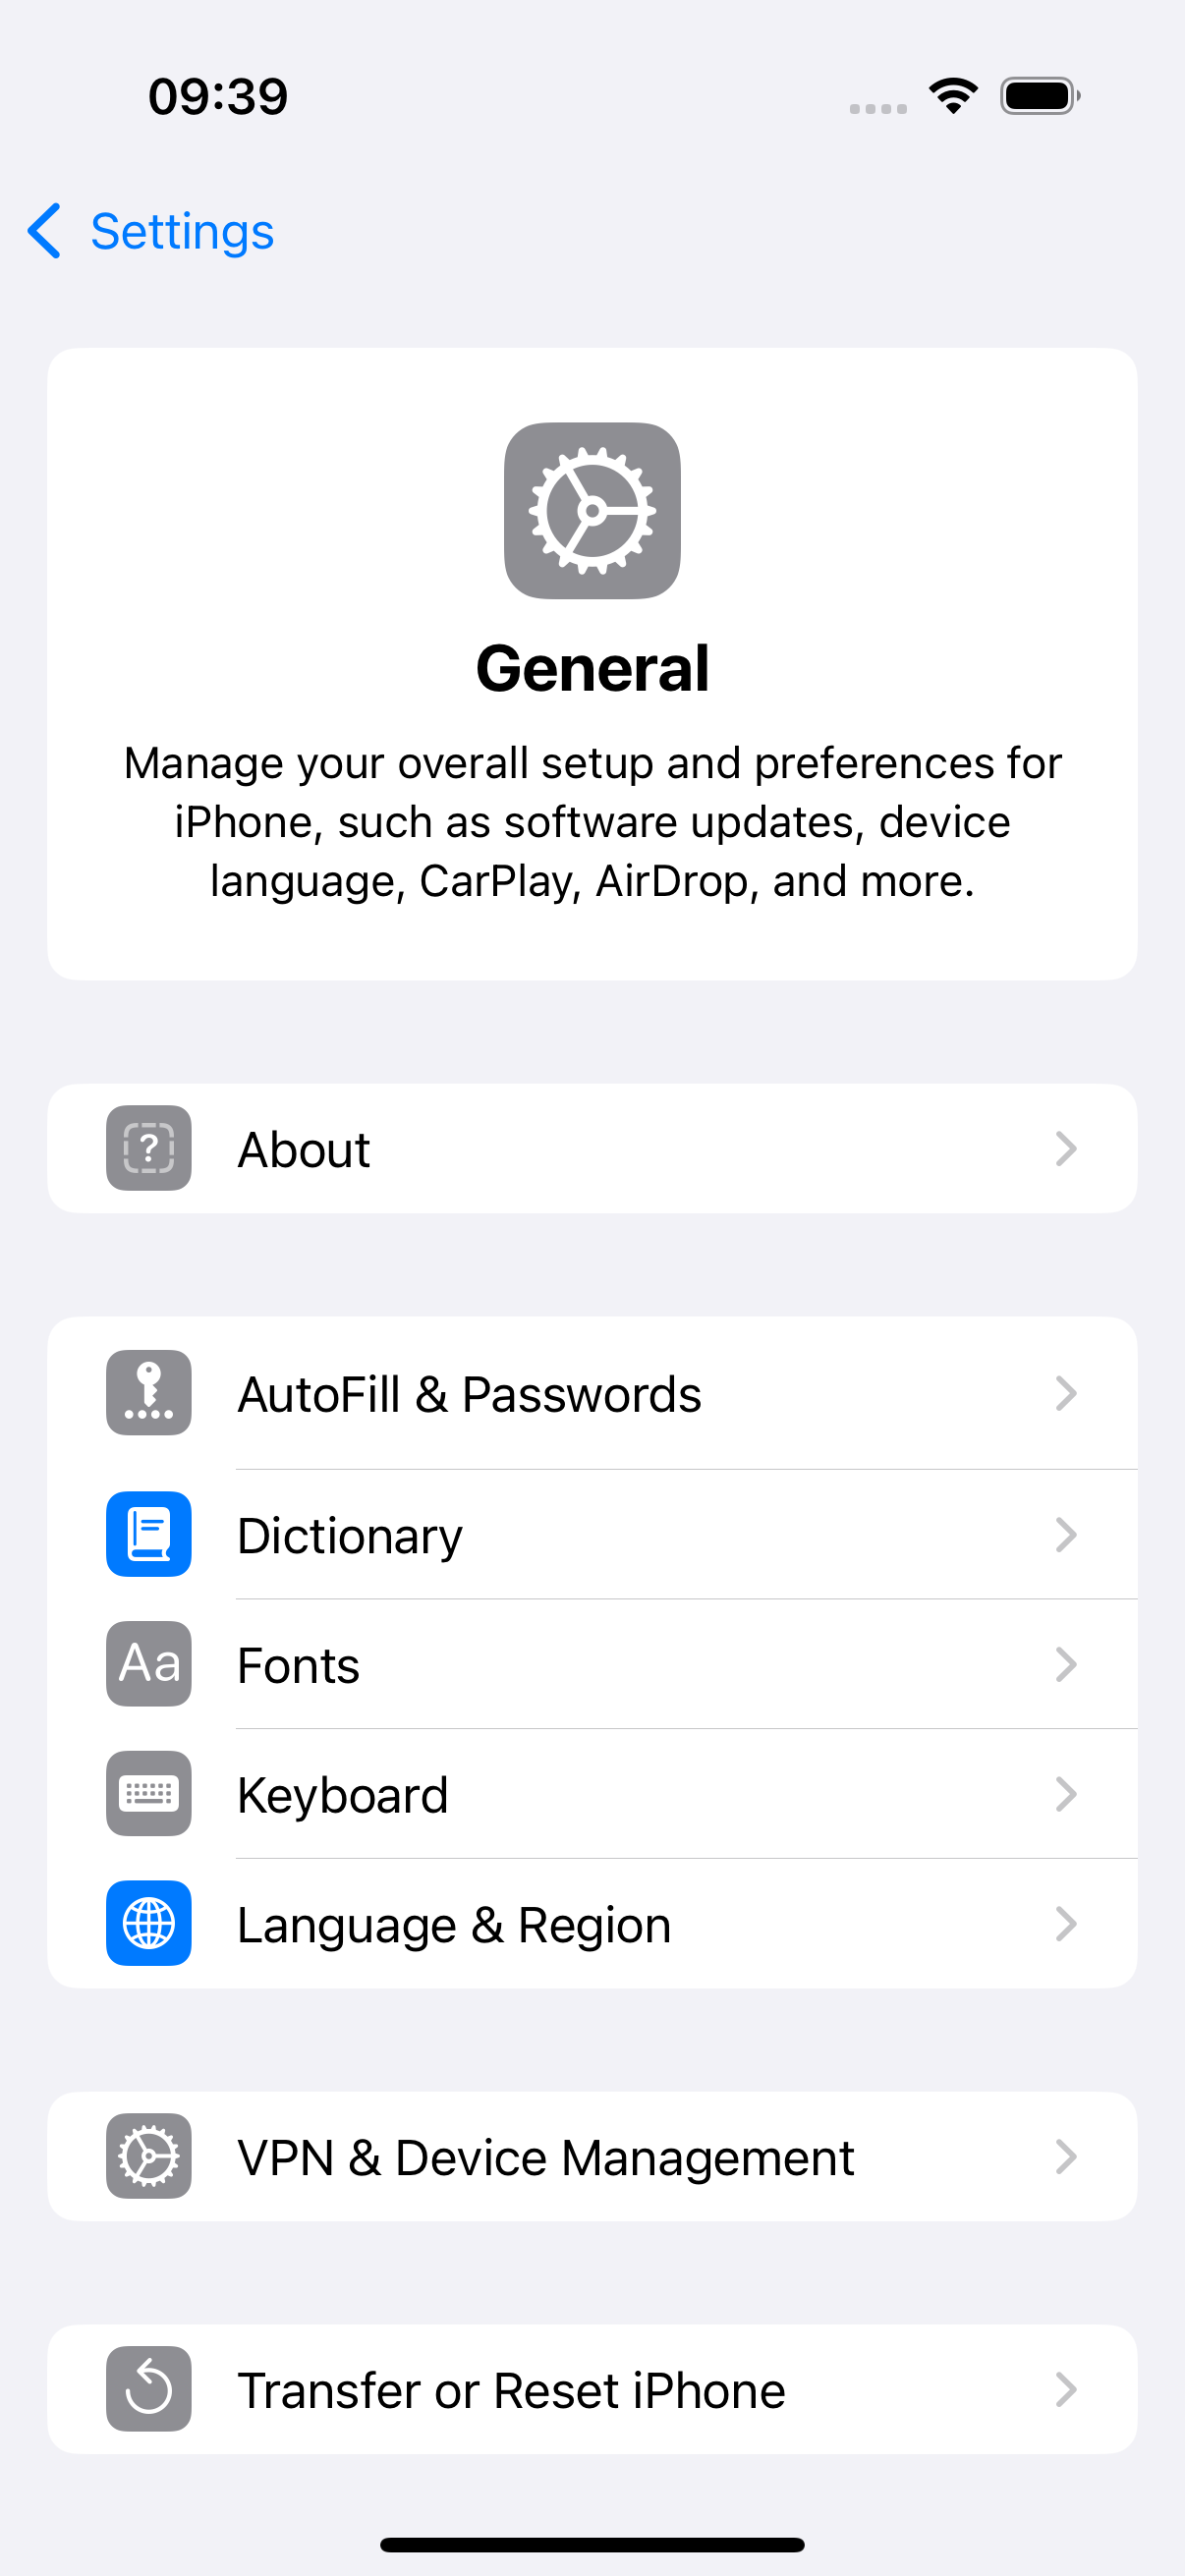 09:39
Settings
General
Manage your overall setup and preferences for
iPhone, such as software updates, device
language, CarPlay, AirDrop, and more.
?
About
AutoFill & Passwords
Dictionary
Aa
Fonts
Keyboard
Language & Region
VPN & Device Management
Transfer or Reset iPhone